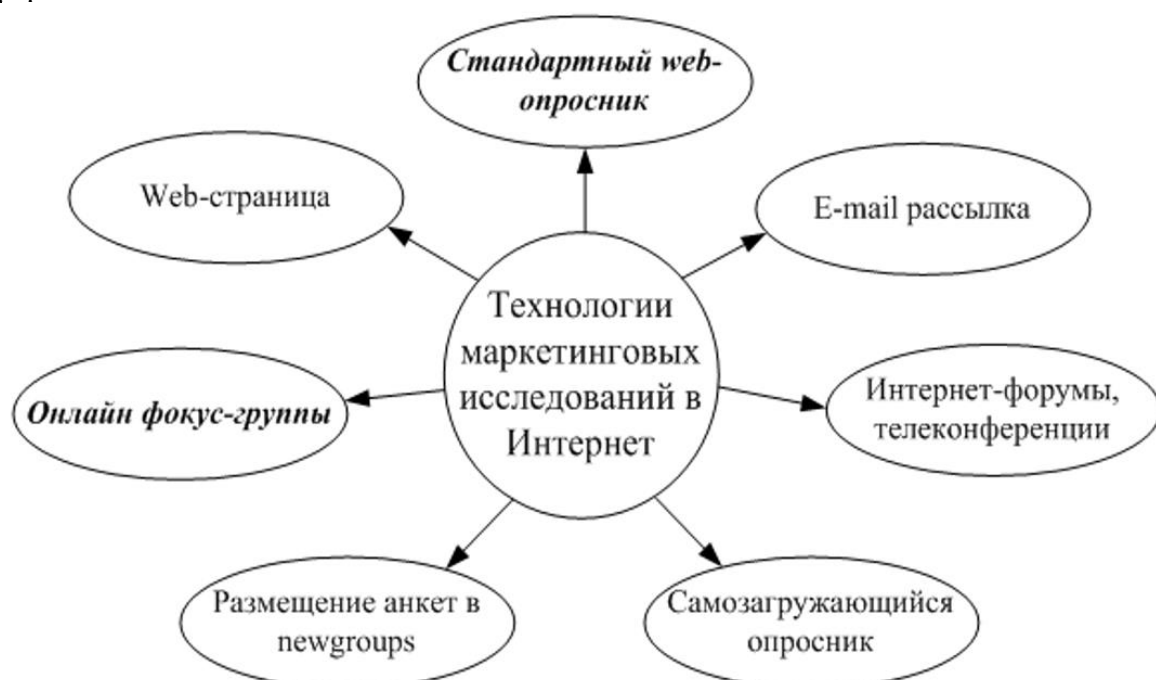 Стандартный web-
опросник
Web-страница
E-mail рассылка
Технологии
маркетинговых
исследований в
Интернет
Онлайн фокус-группы
Интернет-форумы,
телеконференции
Размещение анкет в
newgroups
Самозагружающийся
опросник